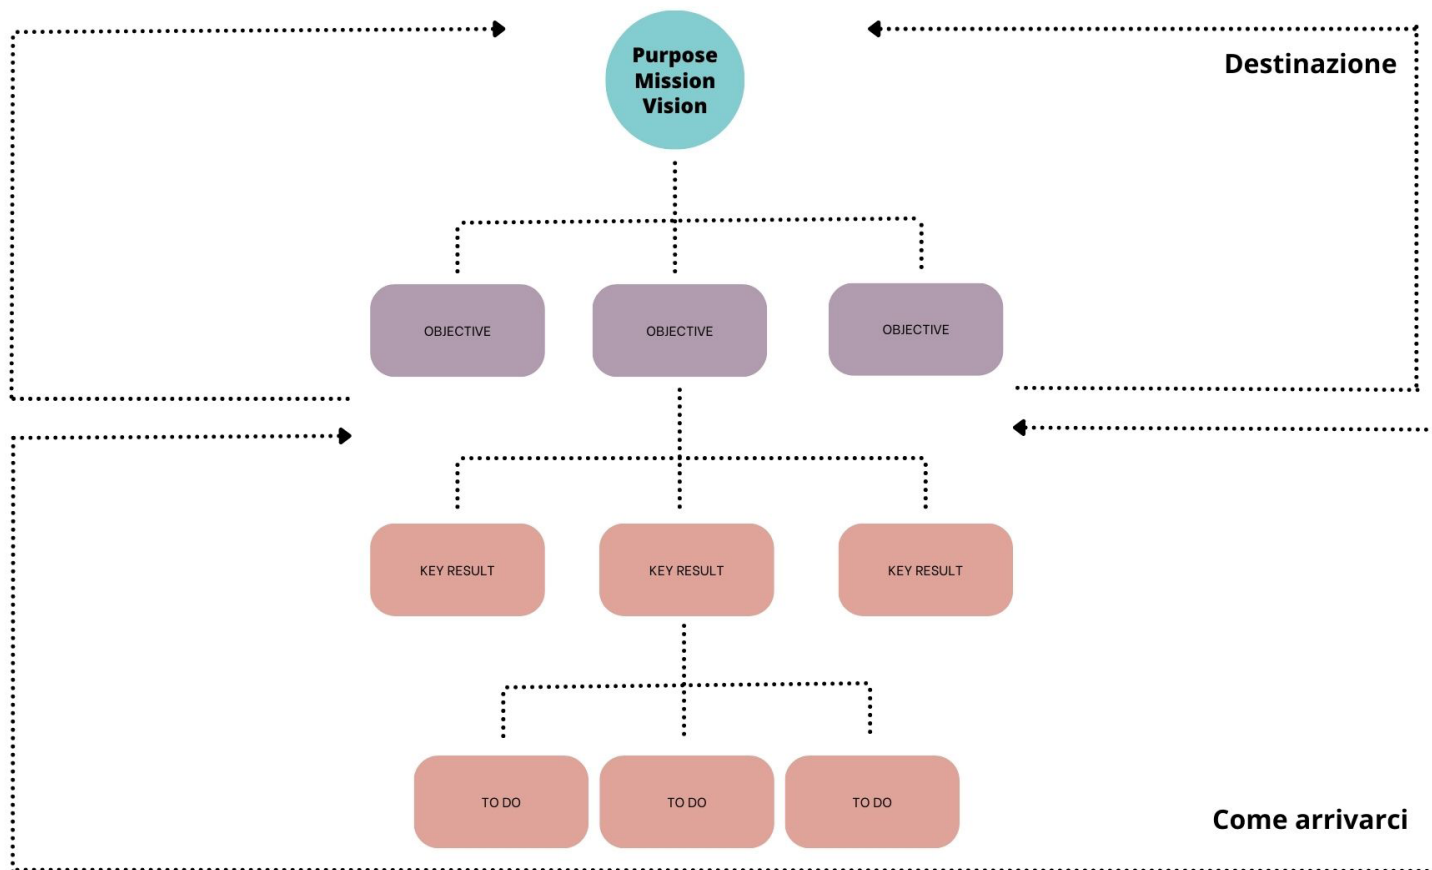 Purpose
Mission
Vision
Destinazione
OBJECTIVE
OBJECTIVE
OBJECTIVE
KEY RESULT
KEY RESULT
KEY RESULT
TO DO
TO DO
TO DO
Come arrivarci